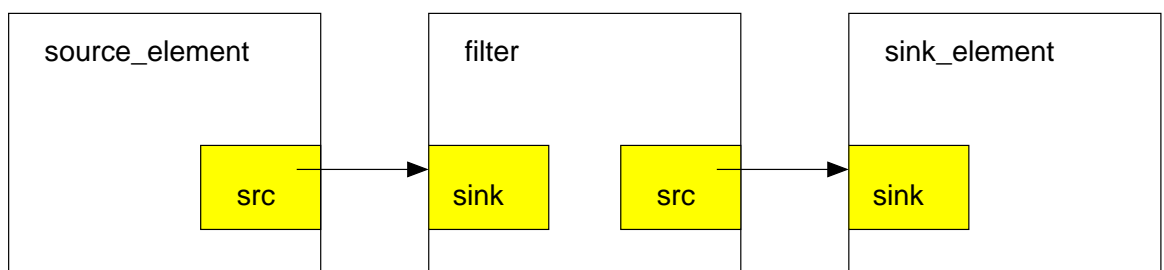 source_element
filter
sink_element
src
sink
src
sink